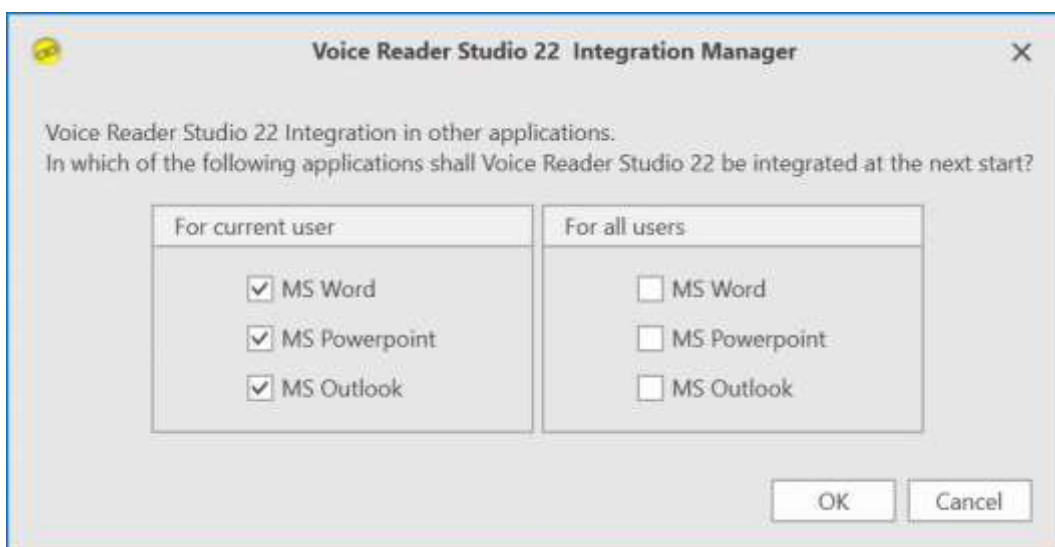 Voice Reader Studio 22 Integration Manager
Voice Reader Studio 22 Integration in other applications.
In which of the following applications shall Voice Reader Studio 22 be integrated at the next start?
For current user
MS Word
MS Powerpoint
MS Outlook
For all users
MS Word
MS Powerpoint
MS Outlook
OK
Cancel